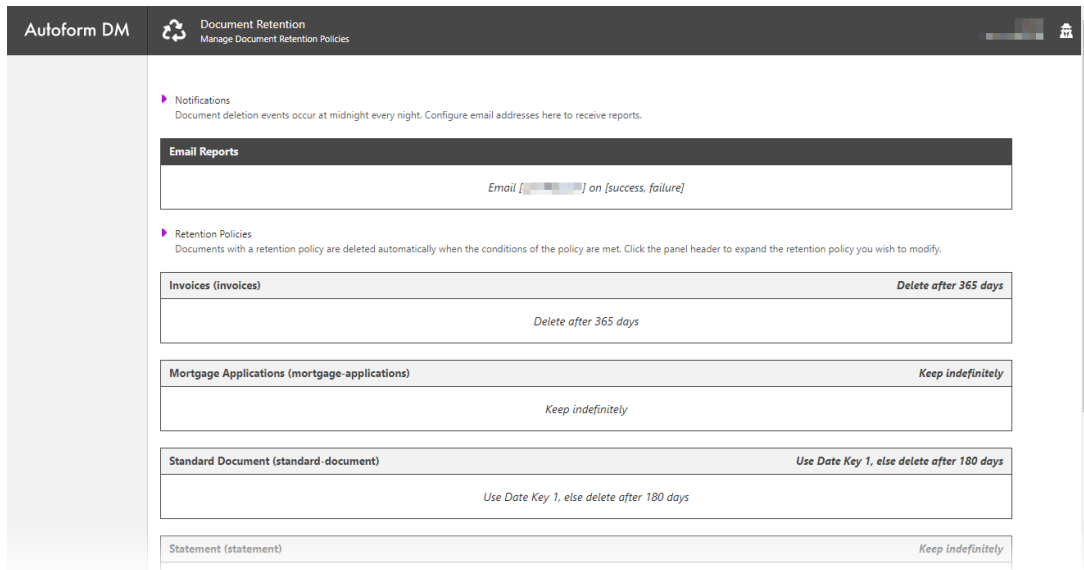 Autoform DM
Document Retention
Manage Document Retention Policies
Notifications
Document deletion events occur at midnight every night. Configure email addresses here to receive reports.
Email Reports
Email [ ] on [success, failure]
Retention Policies
Documents with a retention policy are deleted automatically when the conditions of the policy are met. Click the panel header to expand the retention policy you wish to modify.
Invoices (invoices) Delete after 365 days
Delete after 365 days
Mortgage Applications (mortgage-applications) Keep indefinitely
Keep indefinitely
Standard Document (standard-document) Use Date Key 1, else delete after 180 days
Use Date Key 1, else delete after 180 days
Statement (statement) Keep indefinitely